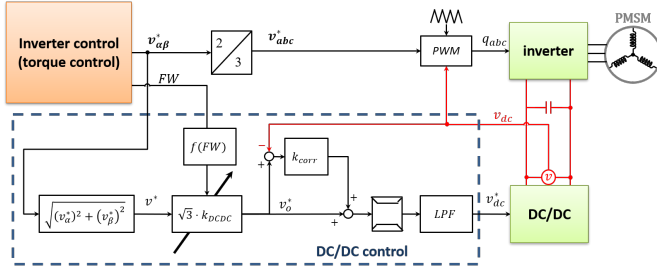 Inverter control
(torque control)
v*αβ
2
3
v*abc
PWM
qabc
inverter
PMSM
FW
vdc
f(FW)
−
+
kcorr
v
√(v*α)² + (v*β)²
v*
√3 · kDCDC
v*o
+
+
LPF
v*dc
DC/DC
DC/DC control